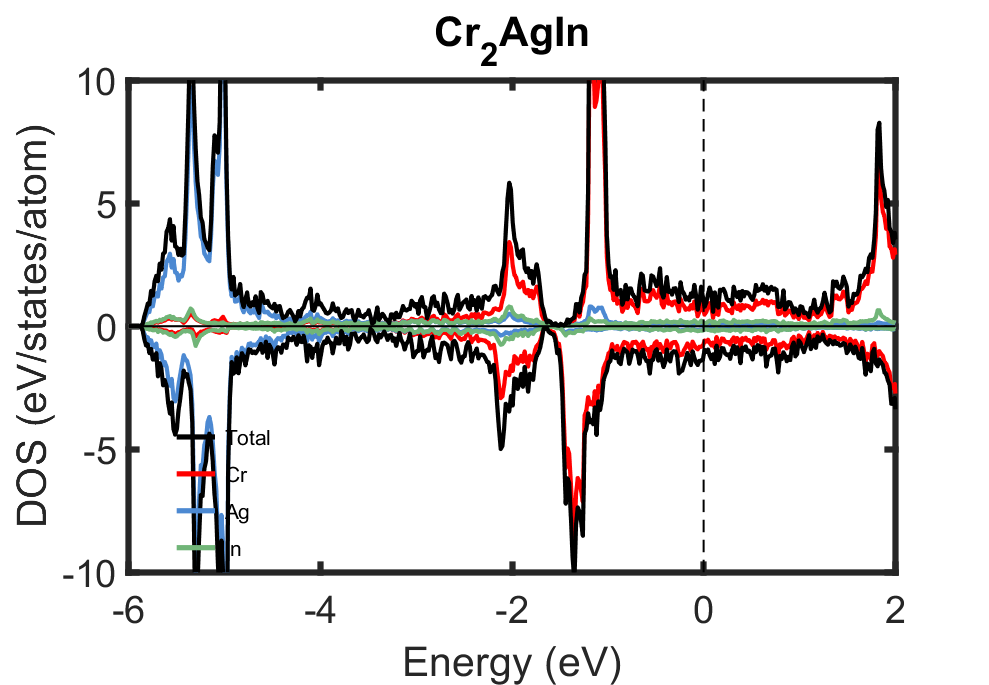 Cr2AgIn
10
5
0
-5
-10
DOS (eV/states/atom)
Total
Cr
Ag
In
-6 -4 -2 0 2
Energy (eV)